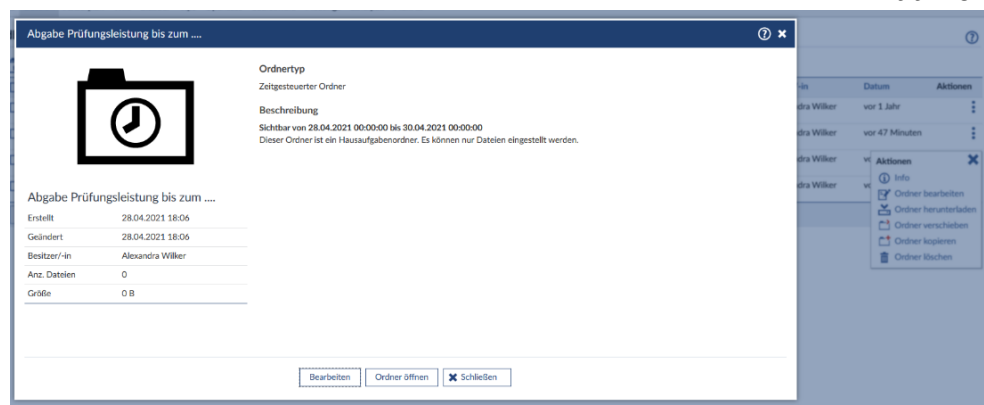 Abgabe Prüfungsleistung bis zum ....
Ordnertyp
Zeitgesteuerter Ordner
Beschreibung
Sichtbar von 28.04.2021 00:00:00 bis 30.04.2021 00:00:00
Dieser Ordner ist ein Hausaufgabenordner. Es können nur Dateien eingestellt werden.
Abgabe Prüfungsleistung bis zum ....
Erstellt 28.04.2021 18:06
Geändert 28.04.2021 18:06
Besitzer/-in Alexandra Wilker
Anz. Dateien 0
Größe 0 B
Bearbeiten Ordner öffnen Schließen
-in Datum Aktionen
dra Wilker vor 1 Jahr
dra Wilker vor 47 Minuten
dra Wilker
dra Wilker
Aktionen
Info
Ordner bearbeiten
Ordner herunterladen
Ordner verschieben
Ordner kopieren
Ordner löschen